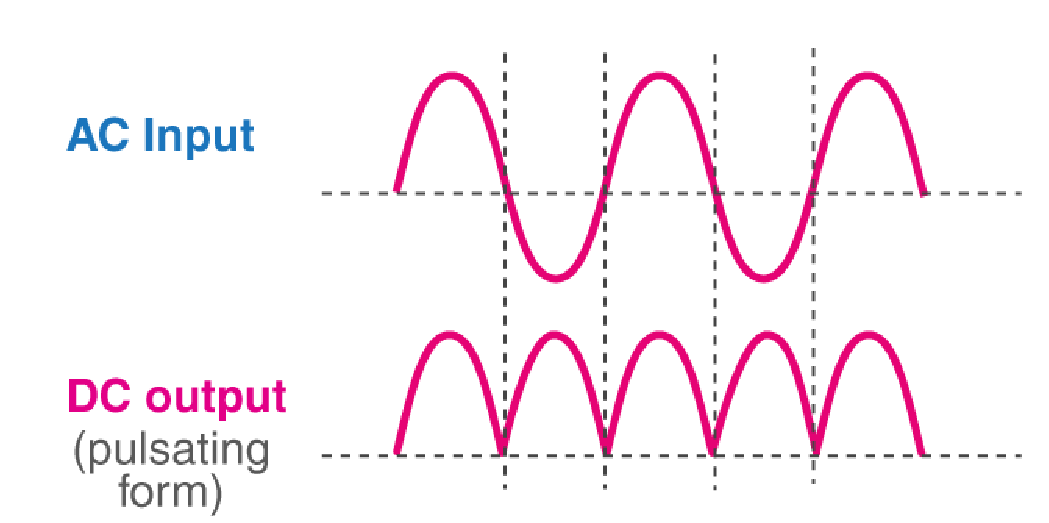 AC Input
DC output
(pulsating
form)